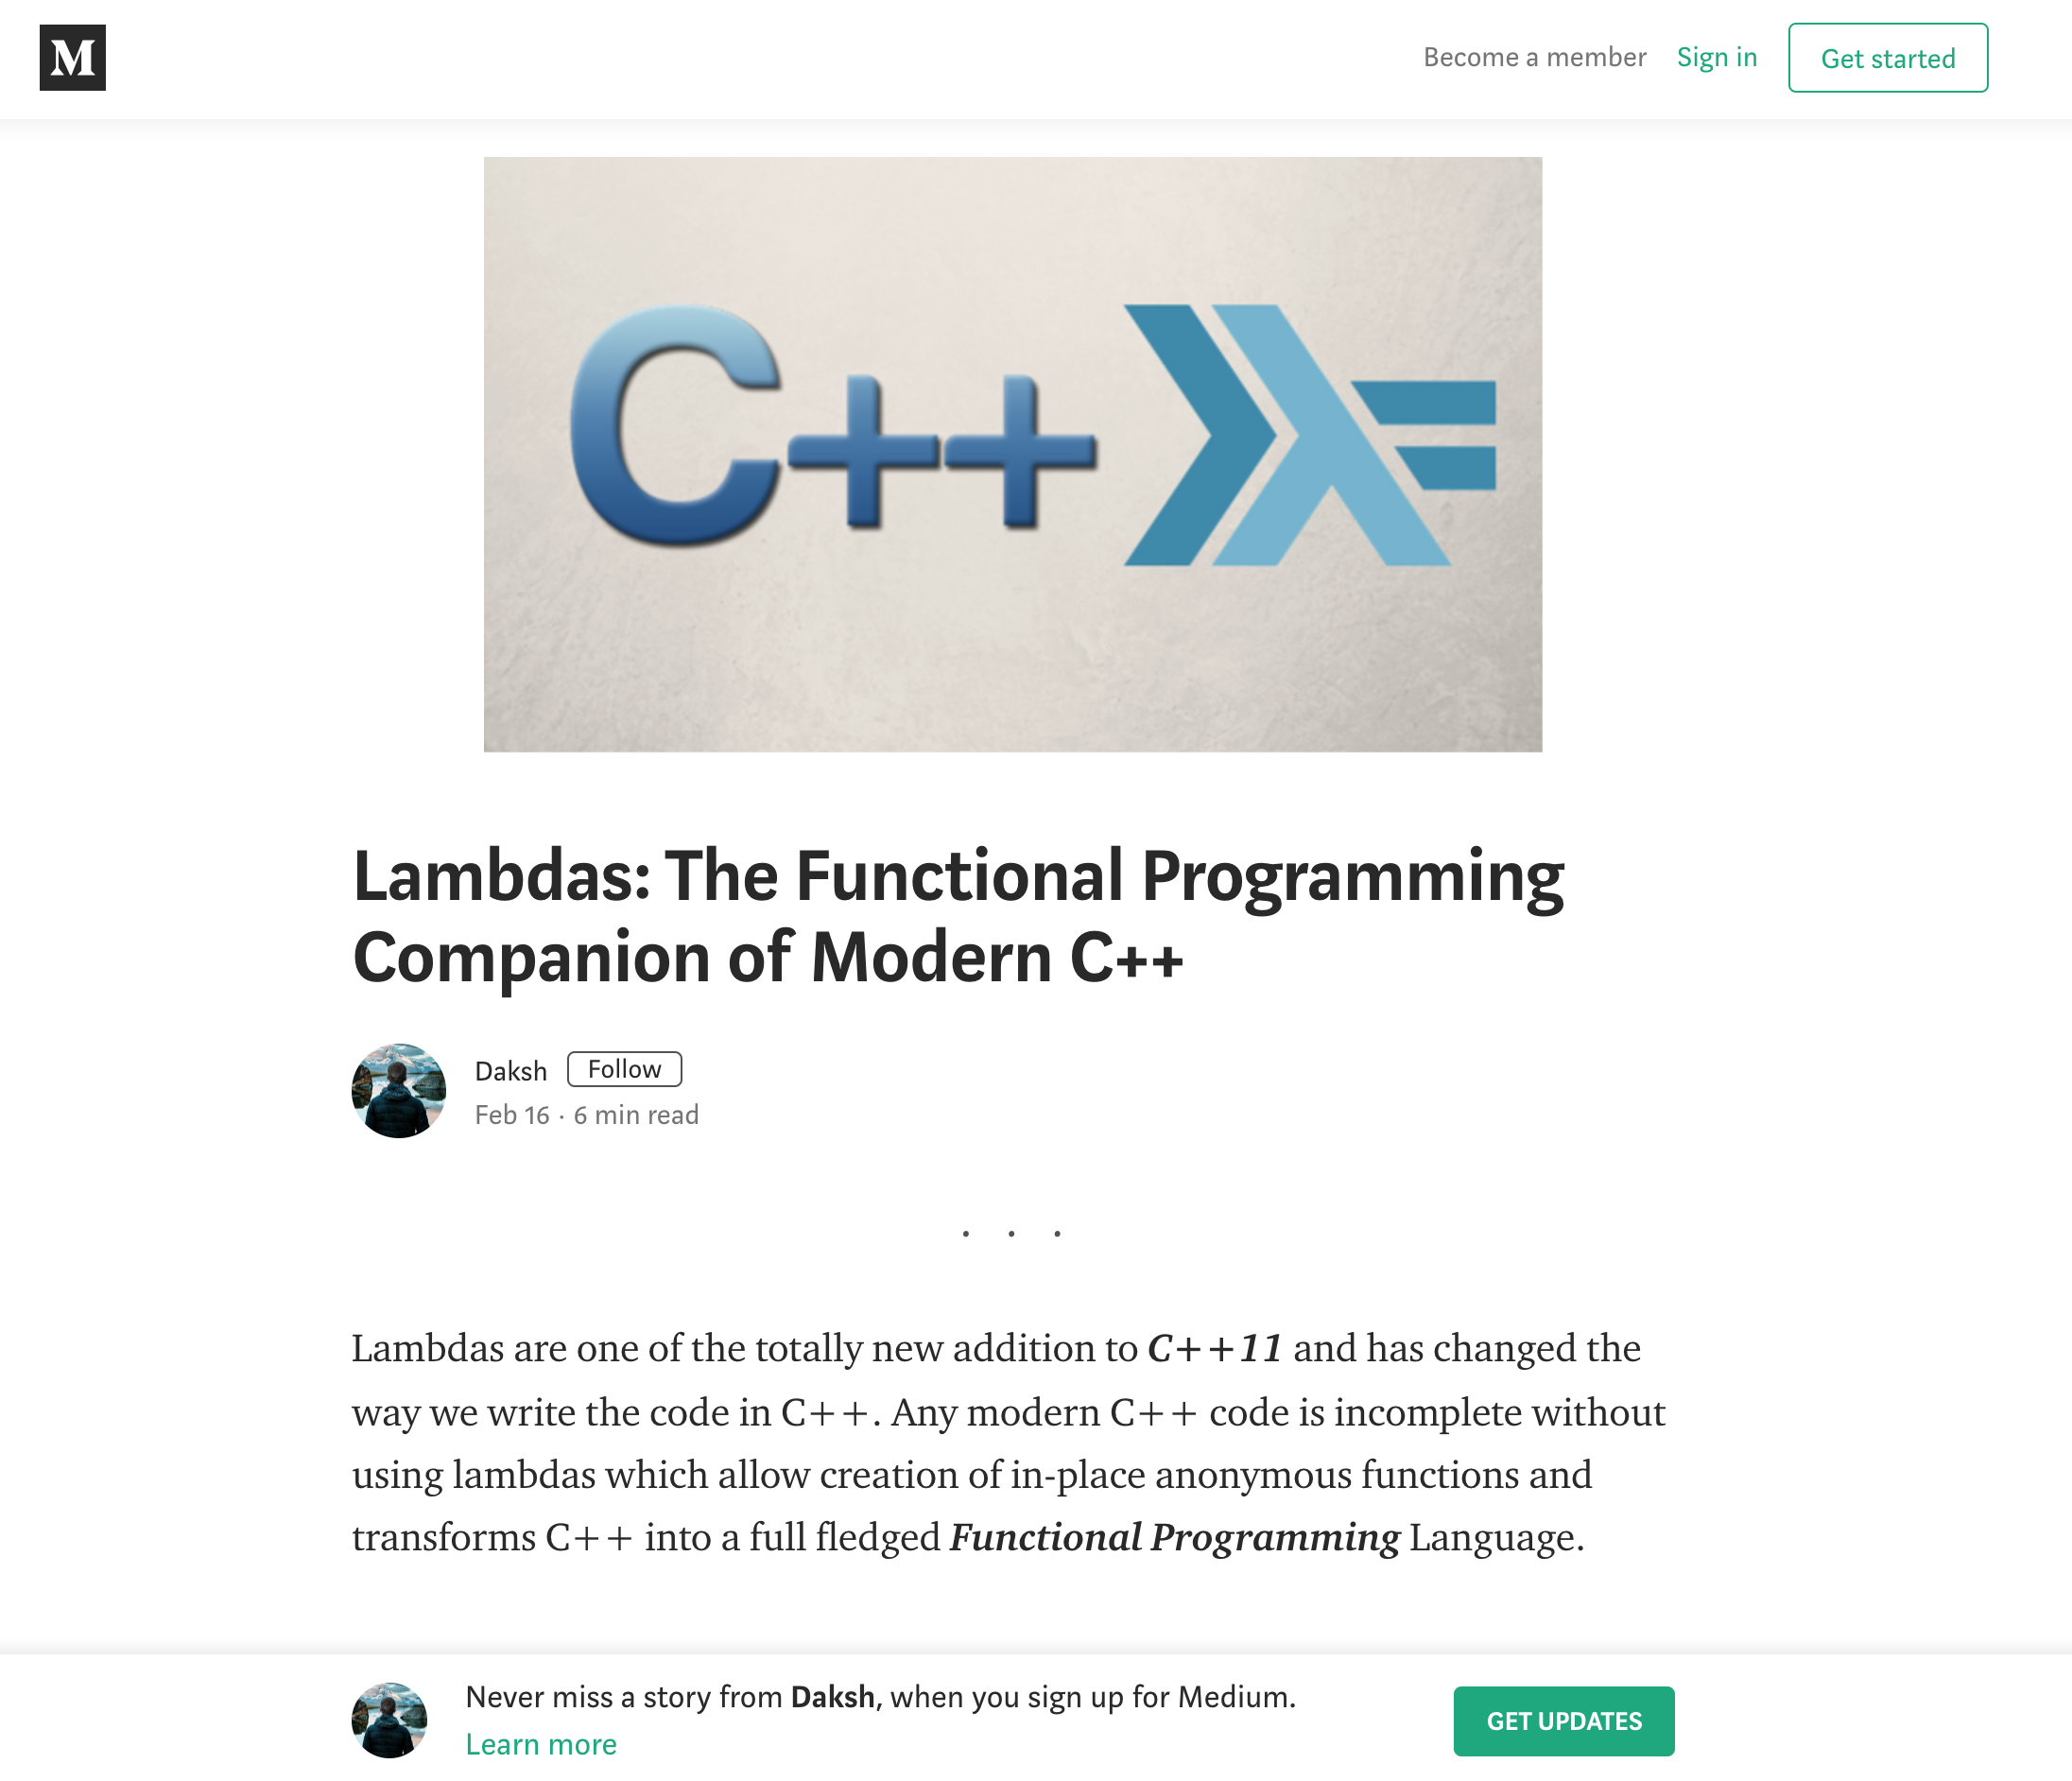 M
Become a member Sign in Get started
C++
Lambdas: The Functional Programming
Companion of Modern C++
Daksh Follow
Feb 16 · 6 min read
. . .
Lambdas are one of the totally new addition to C++11 and has changed the
way we write the code in C++. Any modern C++ code is incomplete without
using lambdas which allow creation of in-place anonymous functions and
transforms C++ into a full fledged Functional Programming Language.
Never miss a story from Daksh, when you sign up for Medium.
Learn more
GET UPDATES